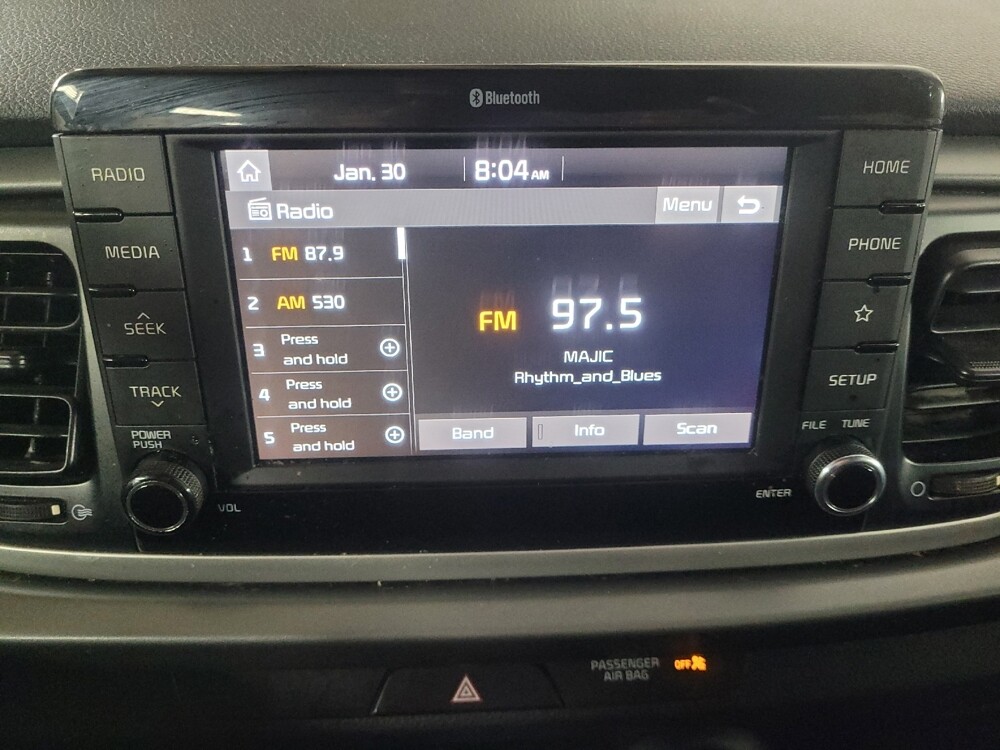 Bluetooth
RADIO
MEDIA
SEEK
TRACK
POWER
PUSH
VOL
Jan. 30
8:04 AM
Radio
Menu
1 FM 87.9
2 AM 530
3 Press
and hold
4 Press
and hold
5 Press
and hold
FM 97.5
MAJIC
Rhythm_and_Blues
Band
Info
Scan
HOME
PHONE
SETUP
FILE TUNE
ENTER
PASSENGER
AIR BAG
OFF